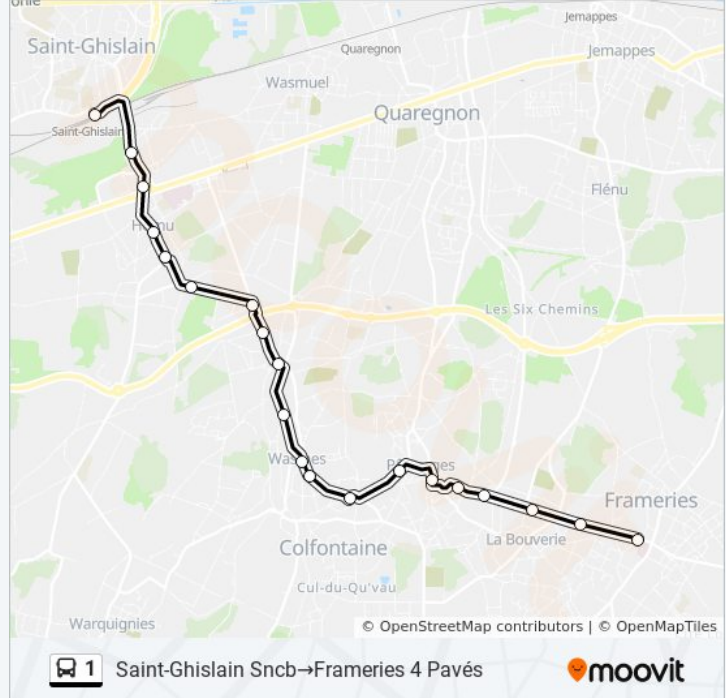 Saint-Ghislain
Jemappes
Quaregnon
Jemappes
Wasmuel
Quaregnon
Saint-Ghislain
Flénu
Les Six Chemins
Frameries
La Bouverie
Colfontaine
Cul-du-Qu'vau
Warquignies
© OpenStreetMap contributors | © OpenMapTiles
1 Saint-Ghislain Sncb→Frameries 4 Pavés
moovit